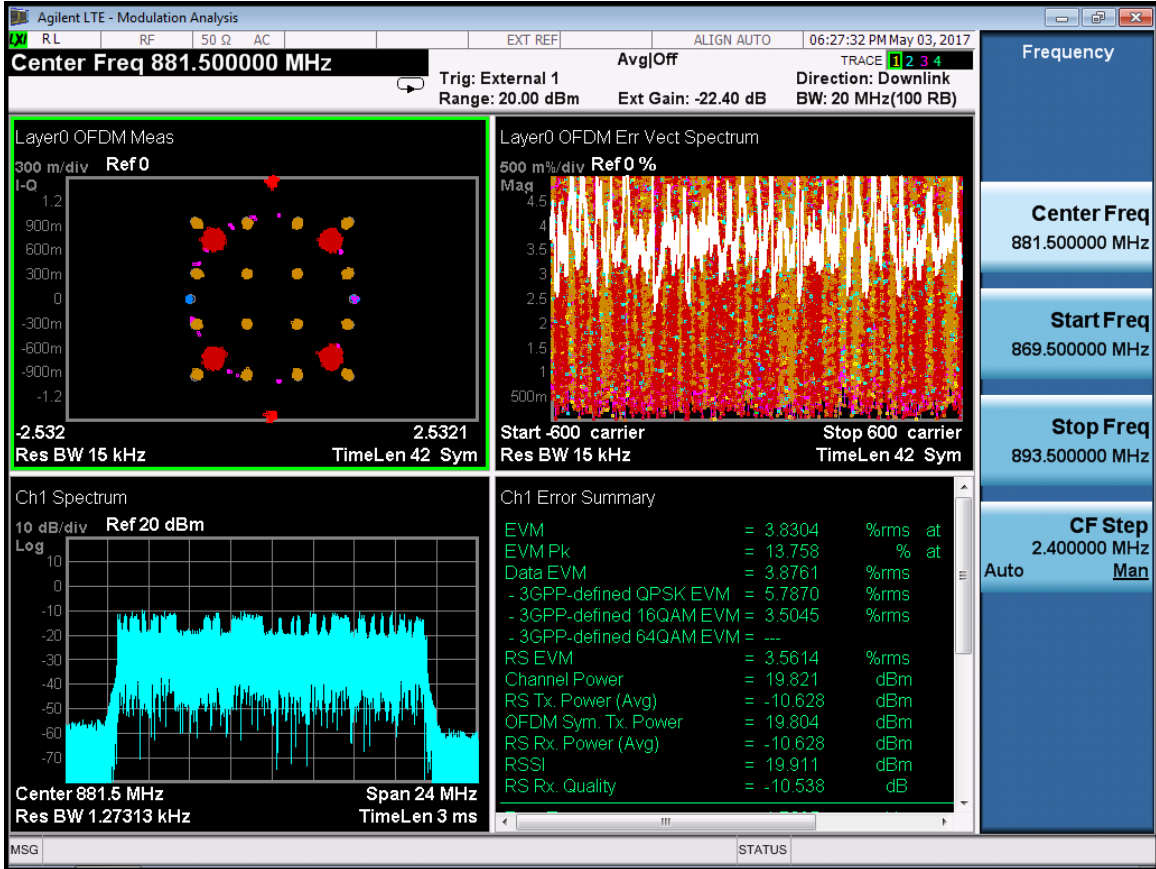 Agilent LTE - Modulation Analysis
LXI RL RF 50 Ω AC EXT REF ALIGN AUTO 06:27:32 PM May 03, 2017
Center Freq 881.500000 MHz Avg|Off TRACE 1 2 3 4
Trig: External 1 Direction: Downlink
Range: 20.00 dBm Ext Gain: -22.40 dB BW: 20 MHz(100 RB)
Layer0 OFDM Meas
300 m/div Ref 0
I-Q
1.2
900m
600m
300m
0
-300m
-600m
-900m
-1.2
-2.532 2.5321
Res BW 15 kHz TimeLen 42 Sym
Layer0 OFDM Err Vect Spectrum
500 m%/div Ref 0 %
Mag
4.5
4
3.5
3
2.5
2
1.5
1
500m
Start -600 carrier Stop 600 carrier
Res BW 15 kHz TimeLen 42 Sym
Ch1 Spectrum
10 dB/div Ref 20 dBm
Log
10
0
-10
-20
-30
-40
-50
-60
-70
Center 881.5 MHz Span 24 MHz
Res BW 1.27313 kHz TimeLen 3 ms
Ch1 Error Summary
EVM = 3.8304 %rms at
EVM Pk = 13.758 % at
Data EVM = 3.8761 %rms
- 3GPP-defined QPSK EVM = 5.7870 %rms
- 3GPP-defined 16QAM EVM = 3.5045 %rms
- 3GPP-defined 64QAM EVM = ---
RS EVM = 3.5614 %rms
Channel Power = 19.821 dBm
RS Tx. Power (Avg) = -10.628 dBm
OFDM Sym. Tx. Power = 19.804 dBm
RS Rx. Power (Avg) = -10.628 dBm
RSSI = 19.911 dBm
RS Rx. Quality = -10.538 dB
Frequency
Center Freq
881.500000 MHz
Start Freq
869.500000 MHz
Stop Freq
893.500000 MHz
CF Step
2.400000 MHz
Auto Man
MSG STATUS